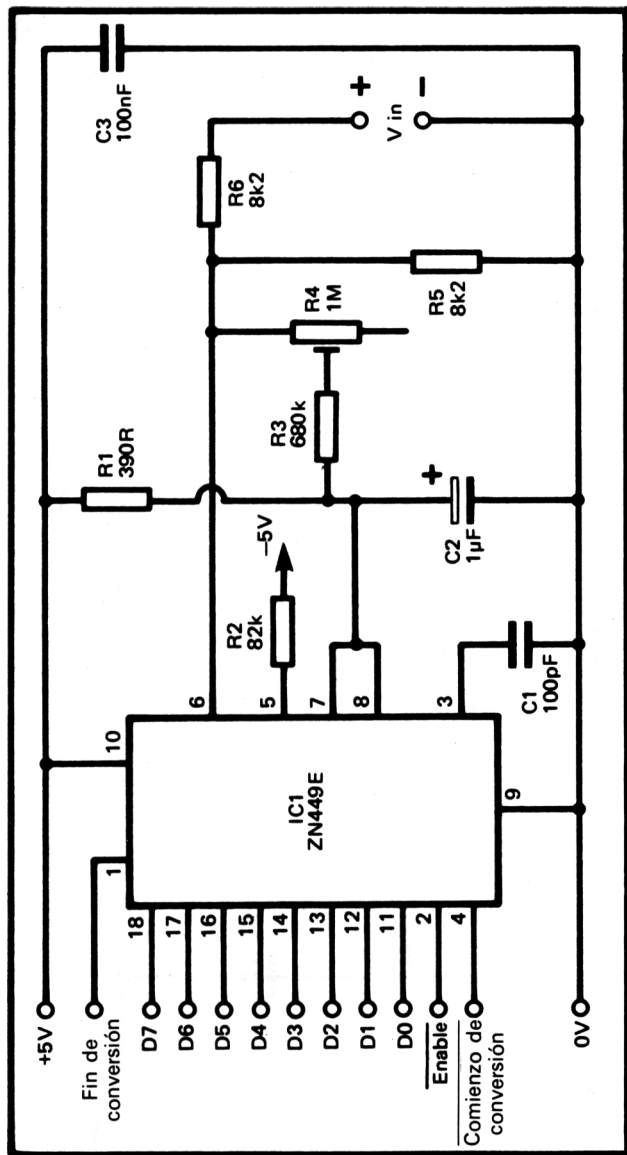 +5V
Fin de
conversión
D7
D6
D5
D4
D3
D2
D1
D0
Enable
Comienzo de
conversión
0V
1
10
18
17
16
15
14
13
12
11
2
4
IC1
ZN449E
6
5
7
8
3
9
R1
390R
R2
82k
–5V
R3
680k
R4
1M
R5
8k2
R6
8k2
C1
100pF
C2
1µF
+
C3
100nF
+
V in
–